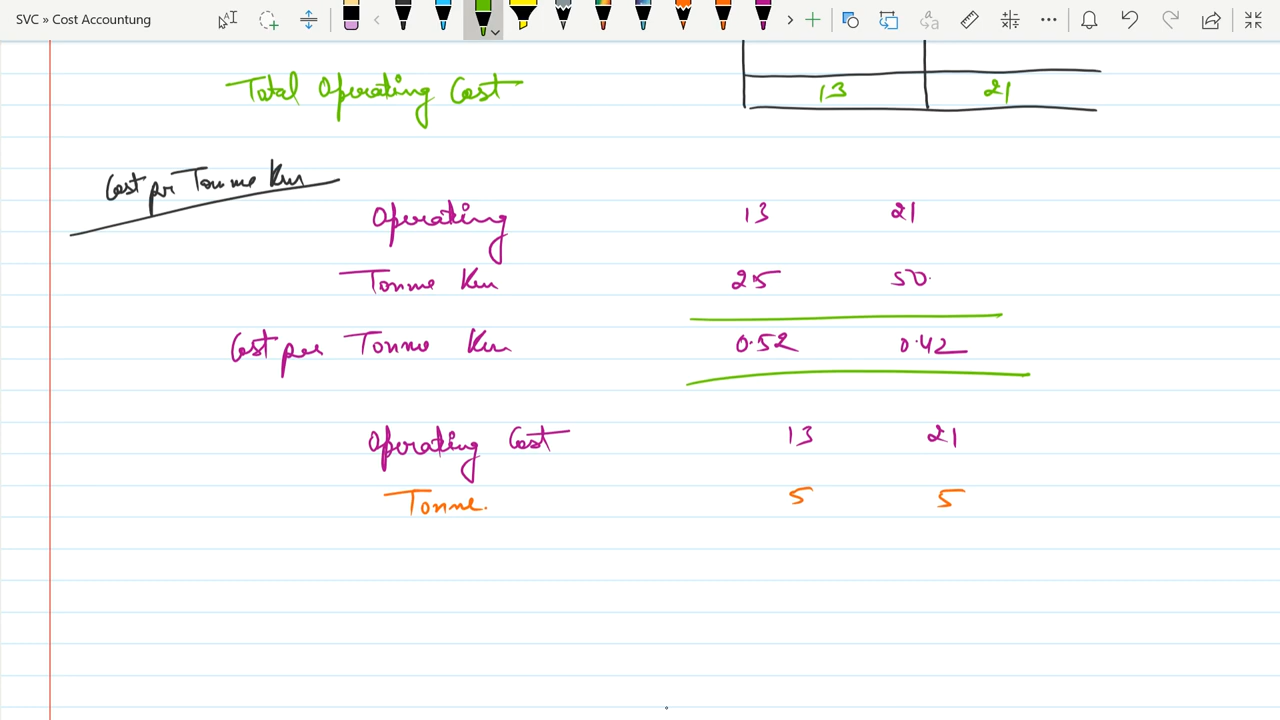 SVC » Cost Accountung
Total Operating Cost 13 21
Cost per Tonne Km
Operating 13 21
Tonne Km 25 50
Cost per Tonne Km 0.52 0.42
Operating Cost 13 21
Tonne. 5 5